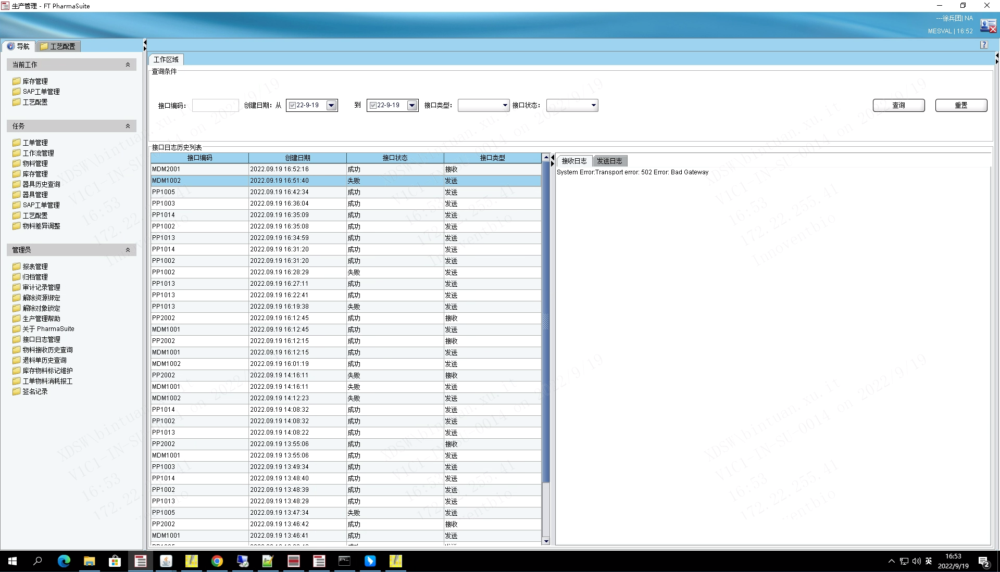 生产管理 - FT PharmaSuite
---徐兵团| NA
MESVAL | 16:52
导航
工艺配置
当前工作
库存管理
SAP工单管理
工艺配置
任务
工单管理
工作流管理
物料管理
库存管理
器具历史查询
器具管理
SAP工单管理
工艺配置
物料差异调整
管理员
报表管理
归档管理
审计记录管理
解除资源绑定
解除对象锁定
生产管理帮助
关于 PharmaSuite
接口日志管理
物料接收历史查询
退料单历史查询
库存物料标记维护
工单物料消耗报工
签名记录
工作区域
查询条件
接口编码: 创建日期: 从 22-9-19 到 22-9-19 接口类型: 接口状态: 查询 重置
接口日志历史列表
接口编码 创建日期 接口状态 接口类型
MDM2001 2022.09.19 16:52:16 成功 接收
MDM1002 2022.09.19 16:51:40 失败 发送
PP1005 2022.09.19 16:42:34 成功 发送
PP1003 2022.09.19 16:36:04 成功 发送
PP1014 2022.09.19 16:35:09 成功 发送
PP1002 2022.09.19 16:35:08 成功 发送
PP1013 2022.09.19 16:34:59 成功 发送
PP1014 2022.09.19 16:31:20 成功 发送
PP1002 2022.09.19 16:31:20 成功 发送
PP1002 2022.09.19 16:28:29 失败 发送
PP1013 2022.09.19 16:27:11 成功 发送
PP1013 2022.09.19 16:22:41 成功 发送
PP1013 2022.09.19 16:19:38 失败 发送
PP2002 2022.09.19 16:12:45 成功 接收
MDM1001 2022.09.19 16:12:45 成功 发送
PP2002 2022.09.19 16:12:15 成功 接收
MDM1001 2022.09.19 16:12:15 成功 发送
MDM1002 2022.09.19 16:01:19 成功 发送
PP2002 2022.09.19 14:16:11 失败 接收
MDM1001 2022.09.19 14:16:11 失败 发送
MDM1002 2022.09.19 14:12:23 失败 发送
PP1014 2022.09.19 14:08:32 成功 发送
PP1002 2022.09.19 14:08:32 成功 发送
PP1013 2022.09.19 14:08:22 成功 发送
PP2002 2022.09.19 13:55:06 成功 接收
MDM1001 2022.09.19 13:55:06 成功 发送
PP1003 2022.09.19 13:49:34 成功 发送
PP1014 2022.09.19 13:48:40 成功 发送
PP1002 2022.09.19 13:48:39 成功 发送
PP1013 2022.09.19 13:48:29 成功 发送
PP1005 2022.09.19 13:47:34 失败 发送
PP2002 2022.09.19 13:46:42 成功 接收
MDM1001 2022.09.19 13:46:41 成功 发送
接收日志 发送日志
System Error:Transport error: 502 Error: Bad Gateway
XDSW\bintuan.xu.it
V1C1-IN-SU-0014 on 2022/9/19
16:53
172.22.255.41
Innoventbio
英
16:53
2022/9/19
2